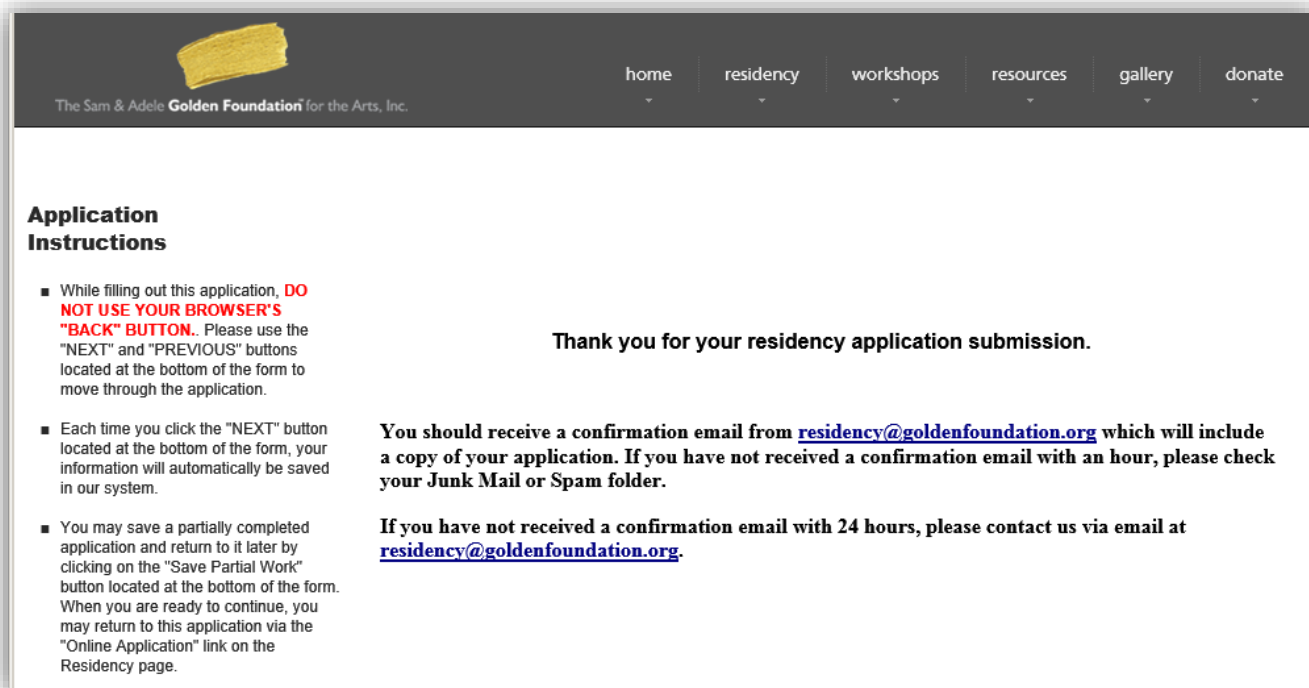 The Sam & Adele Golden Foundation™ for the Arts, Inc.
home residency workshops resources gallery donate
Application
Instructions
While filling out this application, DO
NOT USE YOUR BROWSER'S
"BACK" BUTTON.. Please use the
"NEXT" and "PREVIOUS" buttons
located at the bottom of the form to
move through the application.
Each time you click the "NEXT" button
located at the bottom of the form, your
information will automatically be saved
in our system.
You may save a partially completed
application and return to it later by
clicking on the "Save Partial Work"
button located at the bottom of the form.
When you are ready to continue, you
may return to this application via the
"Online Application" link on the
Residency page.
Thank you for your residency application submission.
You should receive a confirmation email from residency@goldenfoundation.org which will include
a copy of your application. If you have not received a confirmation email with an hour, please check
your Junk Mail or Spam folder.
If you have not received a confirmation email with 24 hours, please contact us via email at
residency@goldenfoundation.org.